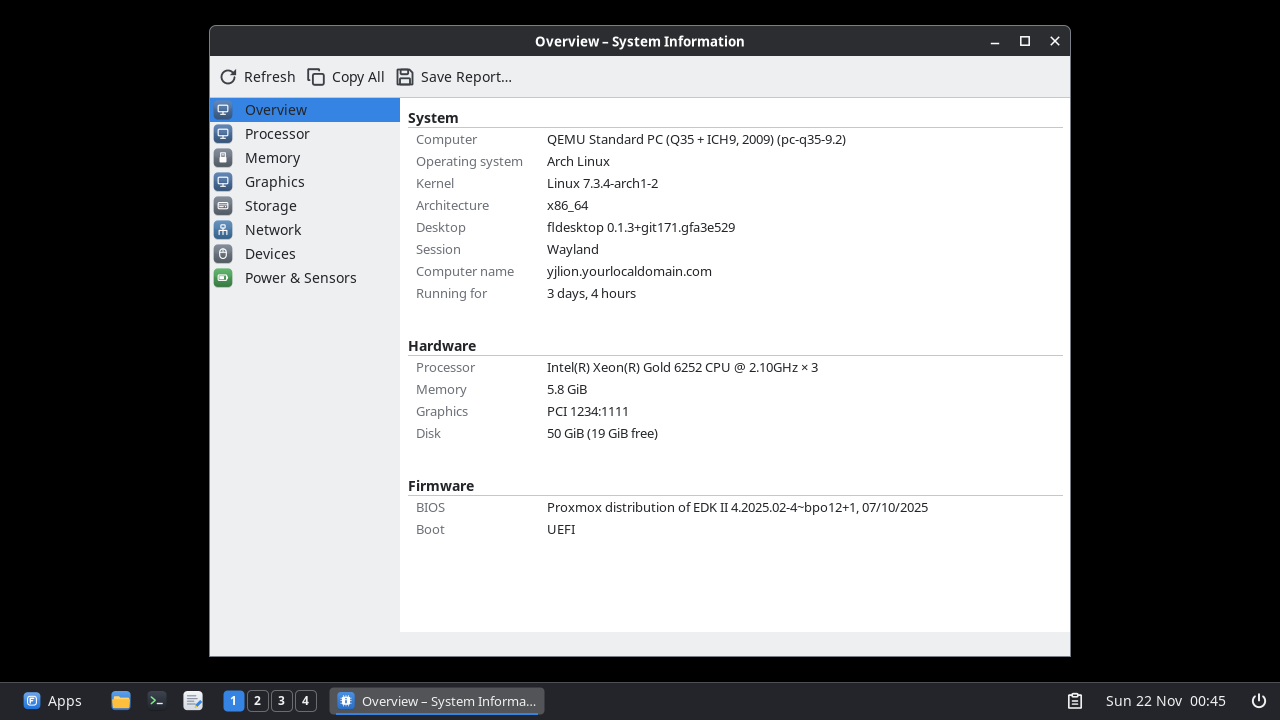 Overview – System Information
Refresh Copy All Save Report...
Overview
Processor
Memory
Graphics
Storage
Network
Devices
Power & Sensors
System
Computer QEMU Standard PC (Q35 + ICH9, 2009) (pc-q35-9.2)
Operating system Arch Linux
Kernel Linux 7.3.4-arch1-2
Architecture x86_64
Desktop fldesktop 0.1.3+git171.gfa3e529
Session Wayland
Computer name yjlion.yourlocaldomain.com
Running for 3 days, 4 hours
Hardware
Processor Intel(R) Xeon(R) Gold 6252 CPU @ 2.10GHz × 3
Memory 5.8 GiB
Graphics PCI 1234:1111
Disk 50 GiB (19 GiB free)
Firmware
BIOS Proxmox distribution of EDK II 4.2025.02-4~bpo12+1, 07/10/2025
Boot UEFI
Apps 1 2 3 4 Overview – System Informa... Sun 22 Nov 00:45